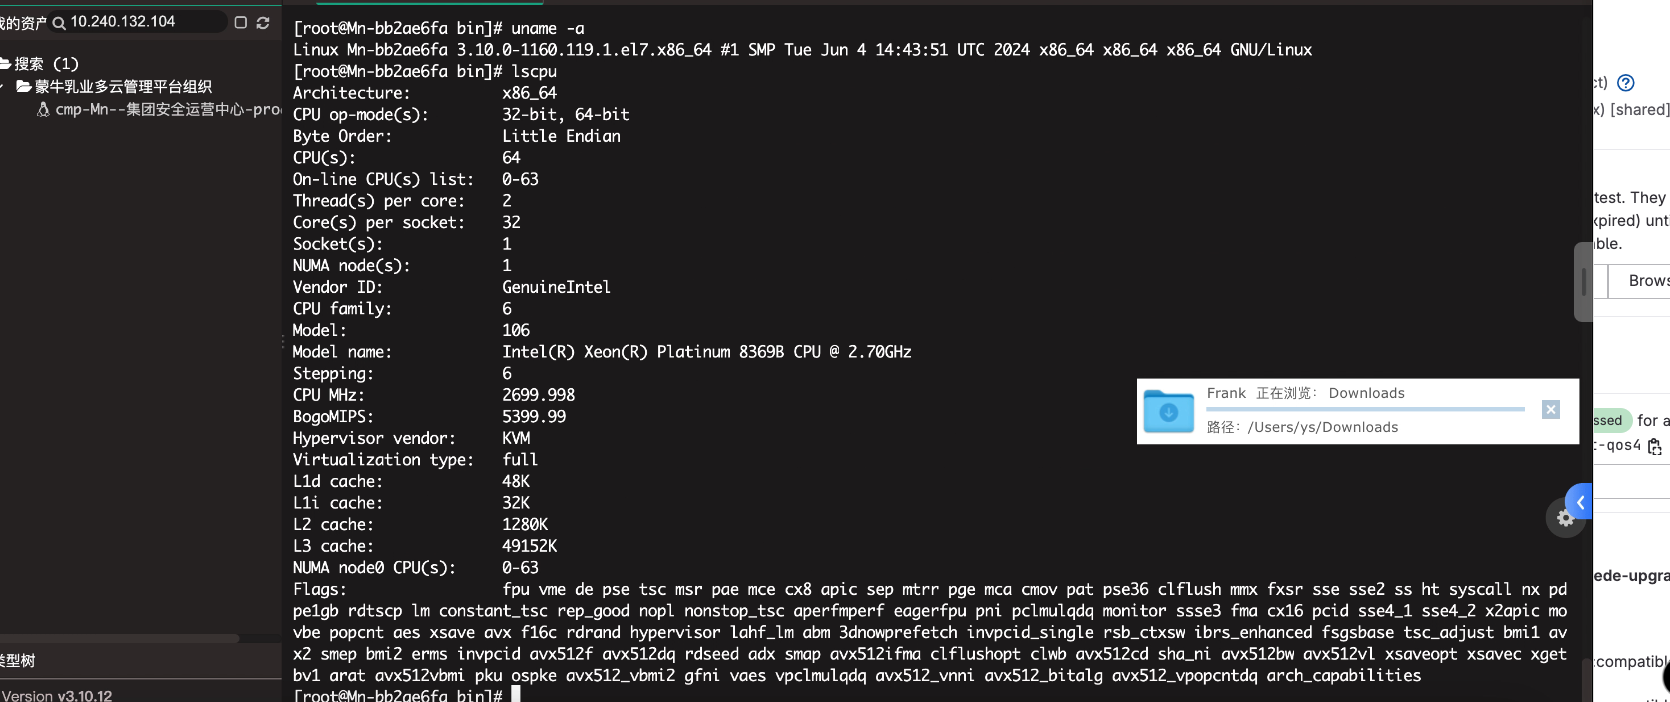 我的资产
10.240.132.104
搜索 (1)
蒙牛乳业多云管理平台组织
cmp-Mn--集团安全运营中心-pro
类型树
Version v3.10.12
[root@Mn-bb2ae6fa bin]# uname -a
Linux Mn-bb2ae6fa 3.10.0-1160.119.1.el7.x86_64 #1 SMP Tue Jun 4 14:43:51 UTC 2024 x86_64 x86_64 x86_64 GNU/Linux
[root@Mn-bb2ae6fa bin]# lscpu
Architecture: x86_64
CPU op-mode(s): 32-bit, 64-bit
Byte Order: Little Endian
CPU(s): 64
On-line CPU(s) list: 0-63
Thread(s) per core: 2
Core(s) per socket: 32
Socket(s): 1
NUMA node(s): 1
Vendor ID: GenuineIntel
CPU family: 6
Model: 106
Model name: Intel(R) Xeon(R) Platinum 8369B CPU @ 2.70GHz
Stepping: 6
CPU MHz: 2699.998
BogoMIPS: 5399.99
Hypervisor vendor: KVM
Virtualization type: full
L1d cache: 48K
L1i cache: 32K
L2 cache: 1280K
L3 cache: 49152K
NUMA node0 CPU(s): 0-63
Flags: fpu vme de pse tsc msr pae mce cx8 apic sep mtrr pge mca cmov pat pse36 clflush mmx fxsr sse sse2 ss ht syscall nx pd
pe1gb rdtscp lm constant_tsc rep_good nopl nonstop_tsc aperfmperf eagerfpu pni pclmulqdq monitor ssse3 fma cx16 pcid sse4_1 sse4_2 x2apic mo
vbe popcnt aes xsave avx f16c rdrand hypervisor lahf_lm abm 3dnowprefetch invpcid_single rsb_ctxsw ibrs_enhanced fsgsbase tsc_adjust bmi1 av
x2 smep bmi2 erms invpcid avx512f avx512dq rdseed adx smap avx512ifma clflushopt clwb avx512cd sha_ni avx512bw avx512vl xsaveopt xsavec xget
bv1 arat avx512vbmi pku ospke avx512_vbmi2 gfni vaes vpclmulqdq avx512_vnni avx512_bitalg avx512_vpopcntdq arch_capabilities
[root@Mn-bb2ae6fa bin]#
Frank 正在浏览： Downloads
路径：/Users/ys/Downloads
ct)
x) [shared]
test. They
xpired) unti
ble.
Brows
ssed for a
t-qos4
ede-upgra
:compatibl